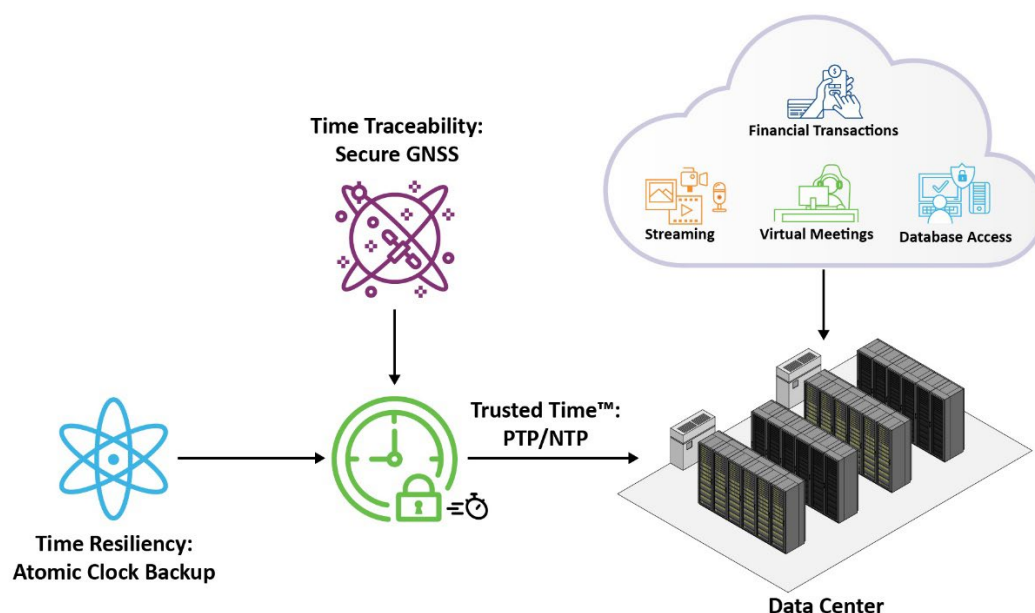 Time Traceability:
Secure GNSS
$
Financial Transactions
Streaming
Virtual Meetings
Database Access
Trusted Time™:
PTP/NTP
Time Resiliency:
Atomic Clock Backup
Data Center